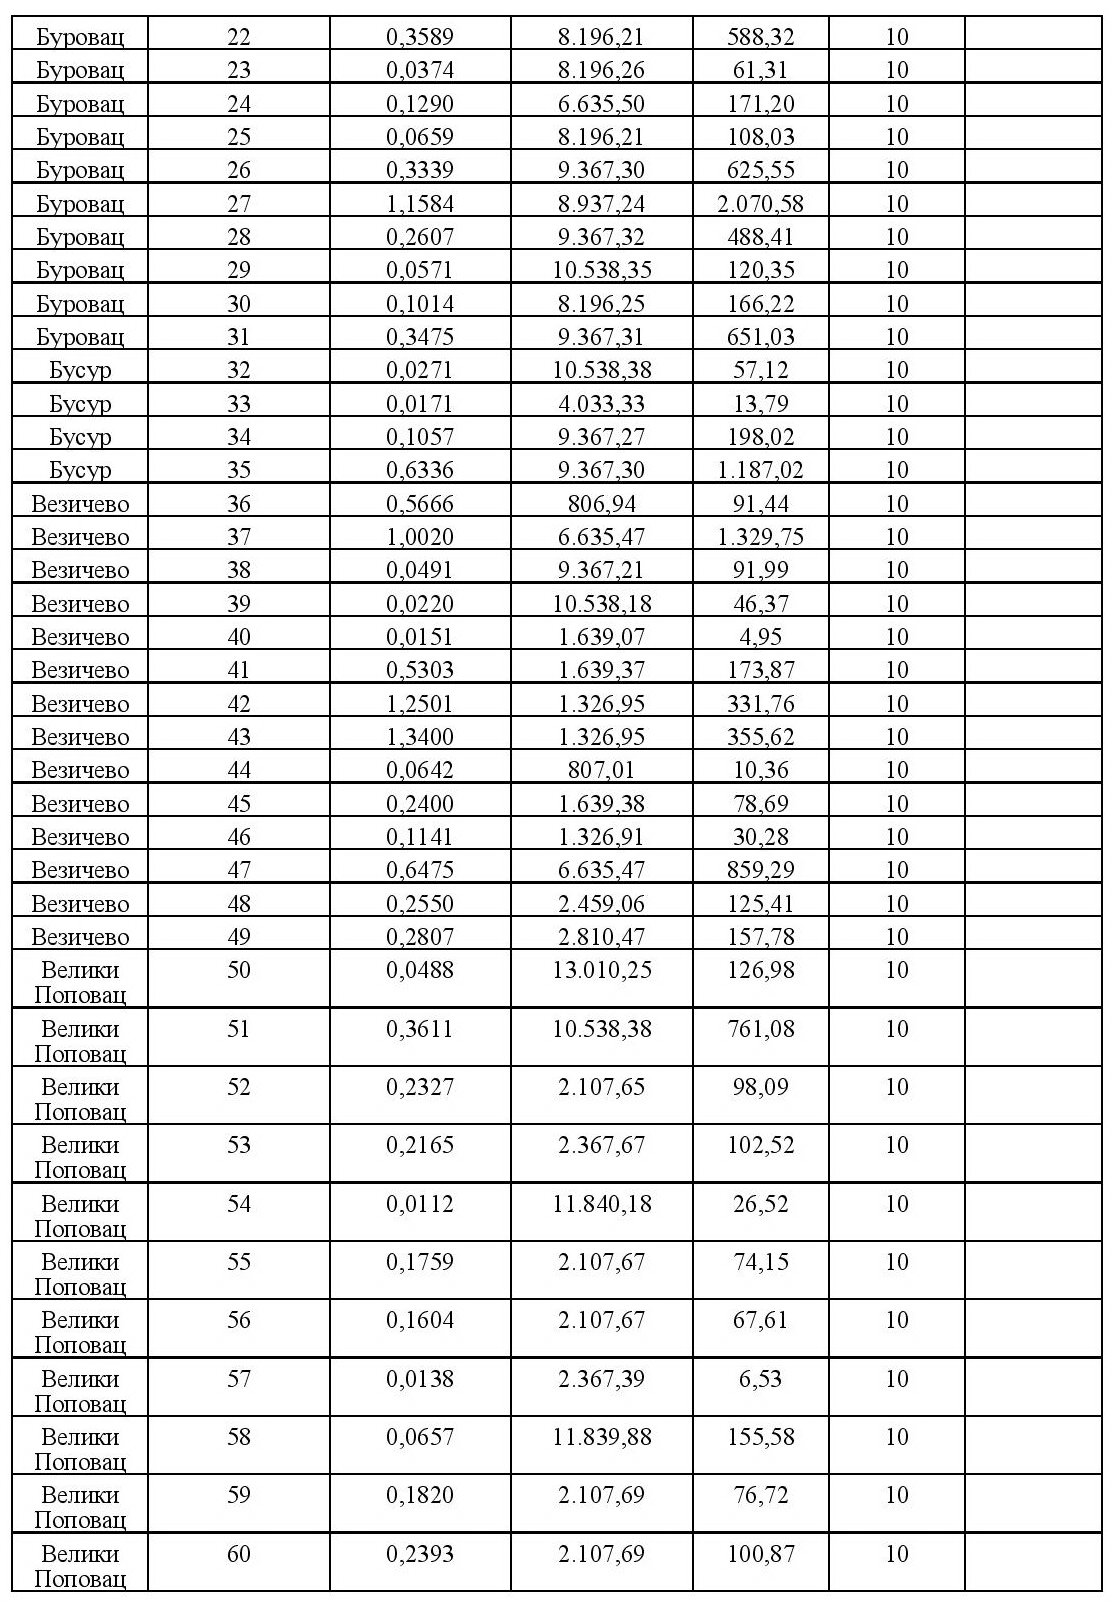 Буровац 22 0,3589 8.196,21 588,32 10
Буровац 23 0,0374 8.196,26 61,31 10
Буровац 24 0,1290 6.635,50 171,20 10
Буровац 25 0,0659 8.196,21 108,03 10
Буровац 26 0,3339 9.367,30 625,55 10
Буровац 27 1,1584 8.937,24 2.070,58 10
Буровац 28 0,2607 9.367,32 488,41 10
Буровац 29 0,0571 10.538,35 120,35 10
Буровац 30 0,1014 8.196,25 166,22 10
Буровац 31 0,3475 9.367,31 651,03 10
Бусур 32 0,0271 10.538,38 57,12 10
Бусур 33 0,0171 4.033,33 13,79 10
Бусур 34 0,1057 9.367,27 198,02 10
Бусур 35 0,6336 9.367,30 1.187,02 10
Везичево 36 0,5666 806,94 91,44 10
Везичево 37 1,0020 6.635,47 1.329,75 10
Везичево 38 0,0491 9.367,21 91,99 10
Везичево 39 0,0220 10.538,18 46,37 10
Везичево 40 0,0151 1.639,07 4,95 10
Везичево 41 0,5303 1.639,37 173,87 10
Везичево 42 1,2501 1.326,95 331,76 10
Везичево 43 1,3400 1.326,95 355,62 10
Везичево 44 0,0642 807,01 10,36 10
Везичево 45 0,2400 1.639,38 78,69 10
Везичево 46 0,1141 1.326,91 30,28 10
Везичево 47 0,6475 6.635,47 859,29 10
Везичево 48 0,2550 2.459,06 125,41 10
Везичево 49 0,2807 2.810,47 157,78 10
Велики 50 0,0488 13.010,25 126,98 10
Поповац
Велики 51 0,3611 10.538,38 761,08 10
Поповац
Велики 52 0,2327 2.107,65 98,09 10
Поповац
Велики 53 0,2165 2.367,67 102,52 10
Поповац
Велики 54 0,0112 11.840,18 26,52 10
Поповац
Велики 55 0,1759 2.107,67 74,15 10
Поповац
Велики 56 0,1604 2.107,67 67,61 10
Поповац
Велики 57 0,0138 2.367,39 6,53 10
Поповац
Велики 58 0,0657 11.839,88 155,58 10
Поповац
Велики 59 0,1820 2.107,69 76,72 10
Поповац
Велики 60 0,2393 2.107,69 100,87 10
Поповац